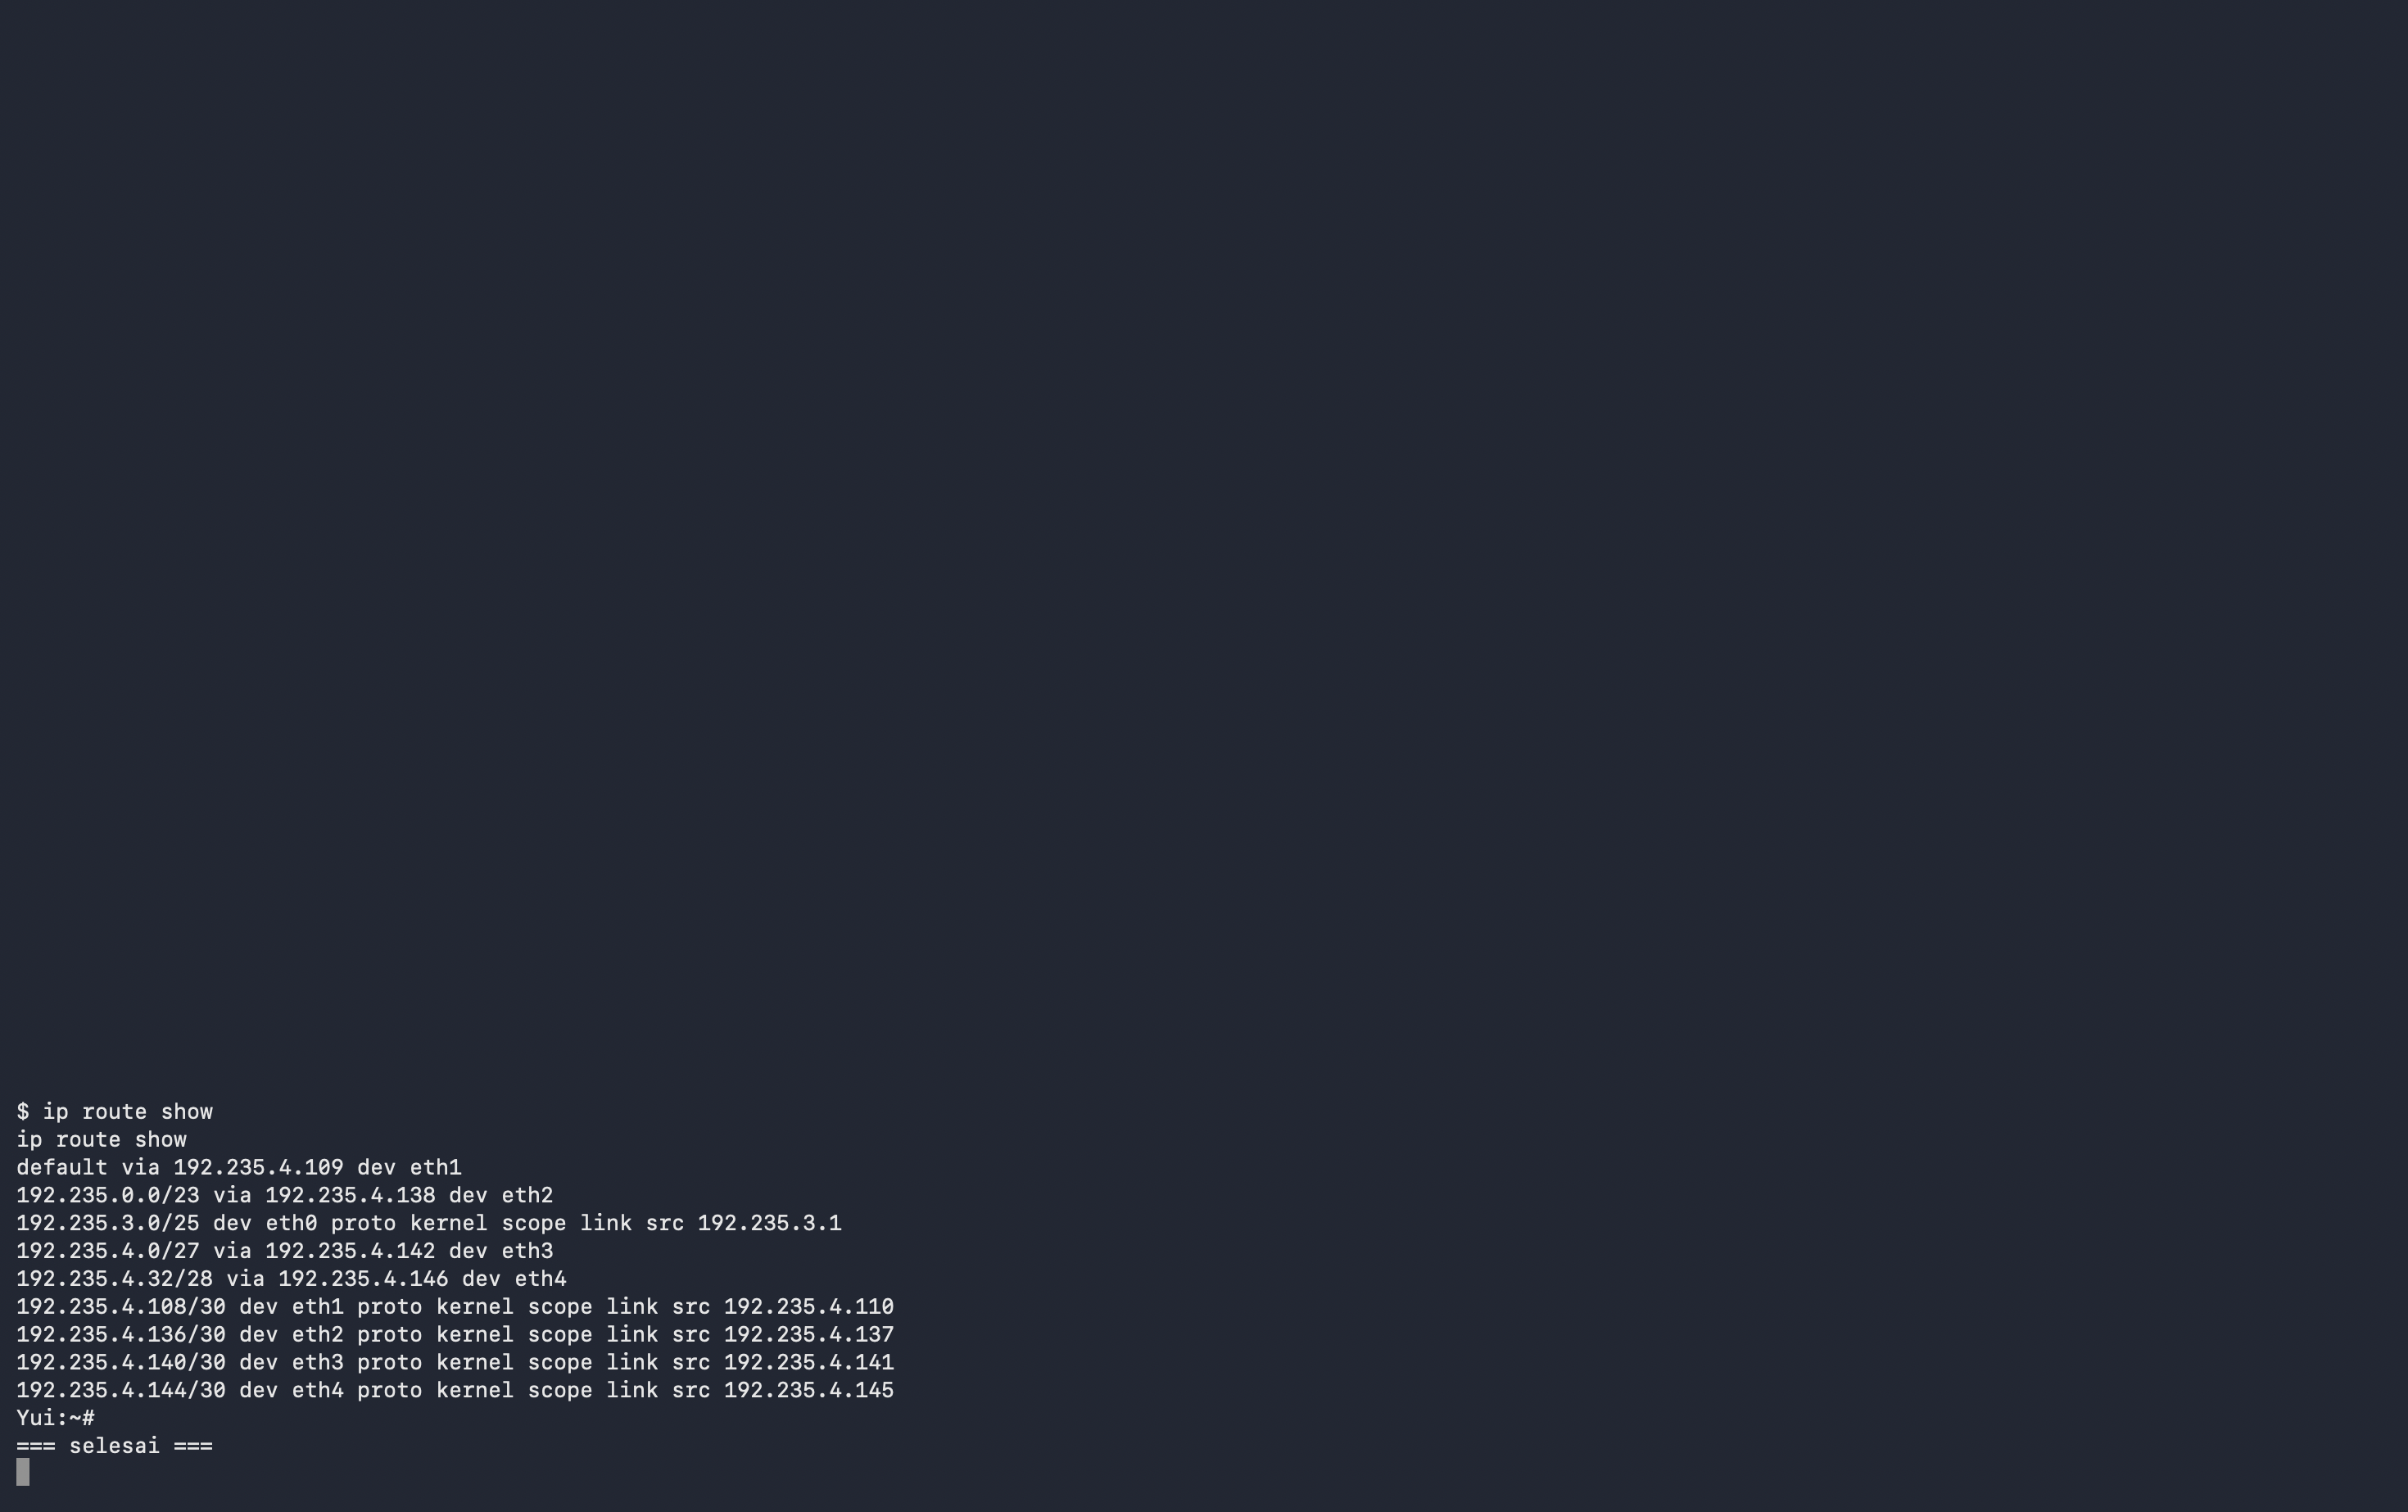 $ ip route show
ip route show
default via 192.235.4.109 dev eth1
192.235.0.0/23 via 192.235.4.138 dev eth2
192.235.3.0/25 dev eth0 proto kernel scope link src 192.235.3.1
192.235.4.0/27 via 192.235.4.142 dev eth3
192.235.4.32/28 via 192.235.4.146 dev eth4
192.235.4.108/30 dev eth1 proto kernel scope link src 192.235.4.110
192.235.4.136/30 dev eth2 proto kernel scope link src 192.235.4.137
192.235.4.140/30 dev eth3 proto kernel scope link src 192.235.4.141
192.235.4.144/30 dev eth4 proto kernel scope link src 192.235.4.145
Yui:~#
=== selesai ===